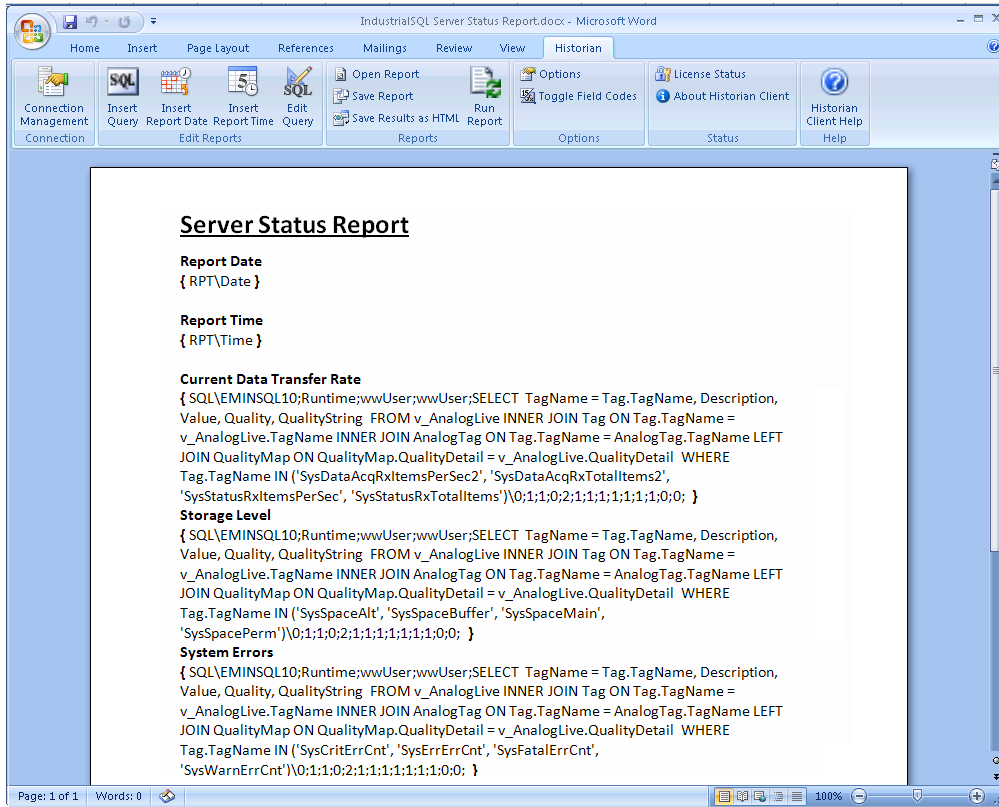 IndustrialSQL Server Status Report.docx - Microsoft Word
Home Insert Page Layout References Mailings Review View Historian
Connection Management
Connection
SQL
Insert Query
Insert Report Date
5
Insert Report Time
SQL
Edit Query
Edit Reports
Open Report
Save Report
Save Results as HTML
Run Report
Reports
Options
Toggle Field Codes
Options
License Status
About Historian Client
Status
Historian Client Help
Help
Server Status Report
Report Date
{ RPT\Date }
Report Time
{ RPT\Time }
Current Data Transfer Rate
{ SQL\EMINSQL10;Runtime;wwUser;wwUser;SELECT TagName = Tag.TagName, Description,
Value, Quality, QualityString FROM v_AnalogLive INNER JOIN Tag ON Tag.TagName =
v_AnalogLive.TagName INNER JOIN AnalogTag ON Tag.TagName = AnalogTag.TagName LEFT
JOIN QualityMap ON QualityMap.QualityDetail = v_AnalogLive.QualityDetail WHERE
Tag.TagName IN ('SysDataAcqRxItemsPerSec2', 'SysDataAcqRxTotalItems2',
'SysStatusRxItemsPerSec', 'SysStatusRxTotalItems')\0;1;1;0;2;1;1;1;1;1;1;1;0;0; }
Storage Level
{ SQL\EMINSQL10;Runtime;wwUser;wwUser;SELECT TagName = Tag.TagName, Description,
Value, Quality, QualityString FROM v_AnalogLive INNER JOIN Tag ON Tag.TagName =
v_AnalogLive.TagName INNER JOIN AnalogTag ON Tag.TagName = AnalogTag.TagName LEFT
JOIN QualityMap ON QualityMap.QualityDetail = v_AnalogLive.QualityDetail WHERE
Tag.TagName IN ('SysSpaceAlt', 'SysSpaceBuffer', 'SysSpaceMain',
'SysSpacePerm')\0;1;1;0;2;1;1;1;1;1;1;1;0;0; }
System Errors
{ SQL\EMINSQL10;Runtime;wwUser;wwUser;SELECT TagName = Tag.TagName, Description,
Value, Quality, QualityString FROM v_AnalogLive INNER JOIN Tag ON Tag.TagName =
v_AnalogLive.TagName INNER JOIN AnalogTag ON Tag.TagName = AnalogTag.TagName LEFT
JOIN QualityMap ON QualityMap.QualityDetail = v_AnalogLive.QualityDetail WHERE
Tag.TagName IN ('SysCritErrCnt', 'SysErrErrCnt', 'SysFatalErrCnt',
'SysWarnErrCnt')\0;1;1;0;2;1;1;1;1;1;1;1;0;0; }
Page: 1 of 1 Words: 0 100%